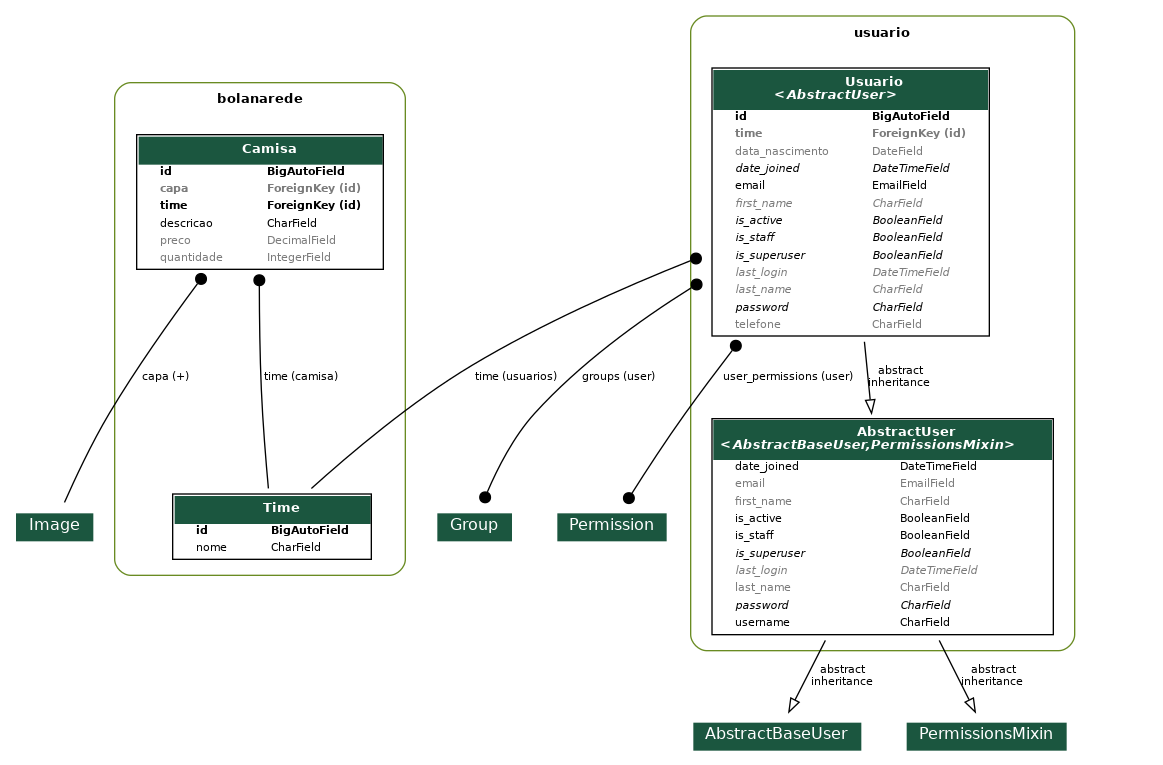 usuario
Usuario
<AbstractUser>
id BigAutoField
time ForeignKey (id)
data_nascimento DateField
date_joined DateTimeField
email EmailField
first_name CharField
is_active BooleanField
is_staff BooleanField
is_superuser BooleanField
last_login DateTimeField
last_name CharField
password CharField
telefone CharField
bolanarede
Camisa
id BigAutoField
capa ForeignKey (id)
time ForeignKey (id)
descricao CharField
preco DecimalField
quantidade IntegerField
capa (+)
time (camisa)
time (usuarios)
groups (user)
user_permissions (user)
abstract
inheritance
Image
Time
id BigAutoField
nome CharField
Group
Permission
AbstractUser
<AbstractBaseUser,PermissionsMixin>
date_joined DateTimeField
email EmailField
first_name CharField
is_active BooleanField
is_staff BooleanField
is_superuser BooleanField
last_login DateTimeField
last_name CharField
password CharField
username CharField
abstract
inheritance
abstract
inheritance
AbstractBaseUser
PermissionsMixin